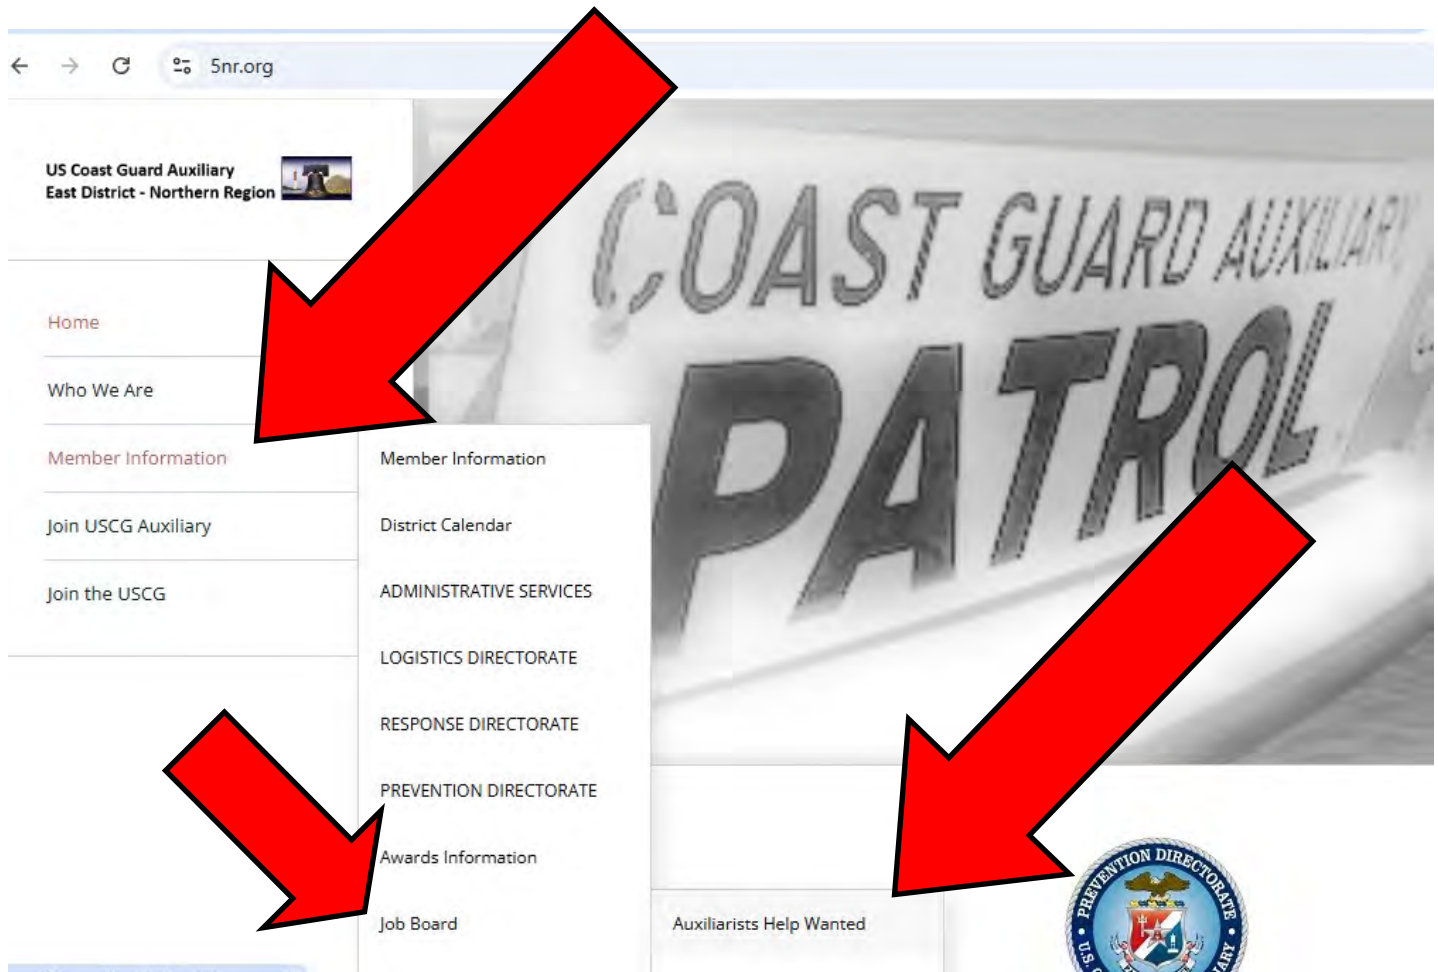 5nr.org
US Coast Guard Auxiliary
East District - Northern Region
COAST GUARD AUXILIARY
PATROL
Home
Who We Are
Member Information
Join USCG Auxiliary
Join the USCG
Member Information
District Calendar
ADMINISTRATIVE SERVICES
LOGISTICS DIRECTORATE
RESPONSE DIRECTORATE
PREVENTION DIRECTORATE
Awards Information
Job Board
Auxiliarists Help Wanted
PREVENTION DIRECTORATE